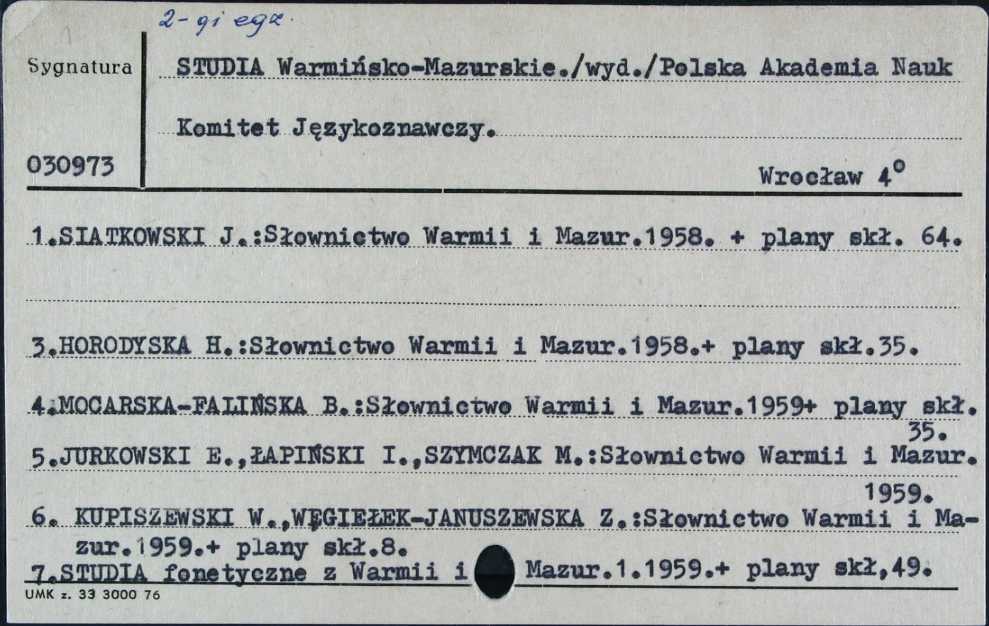 2-gi egz.
Sygnatura
STUDIA Warmińsko-Mazurskie./wyd./Polska Akademia Nauk
Komitet Językoznawczy.
030973
Wrocław 4°
1.SIATKOWSKI J.:Słownictwo Warmii i Mazur.1958. + plany skł. 64.
3.HORODYSKA H.:Słownictwo Warmii i Mazur.1958.+ plany skł.35.
4.MOCARSKA-FALIŃSKA B.:Słownictwo Warmii i Mazur.1959+ plany skł.
35.
5.JURKOWSKI E.,ŁAPIŃSKI I.,SZYMCZAK M.:Słownictwo Warmii i Mazur.
1959.
6. KUPISZEWSKI W.,WĘGIEŁEK-JANUSZEWSKA Z.:Słownictwo Warmii i Ma-
zur.1959.+ plany skł.8.
7.STUDIA fonetyczne z Warmii i Mazur.1.1959.+ plany skł,49.
UMK z. 33 3000 76